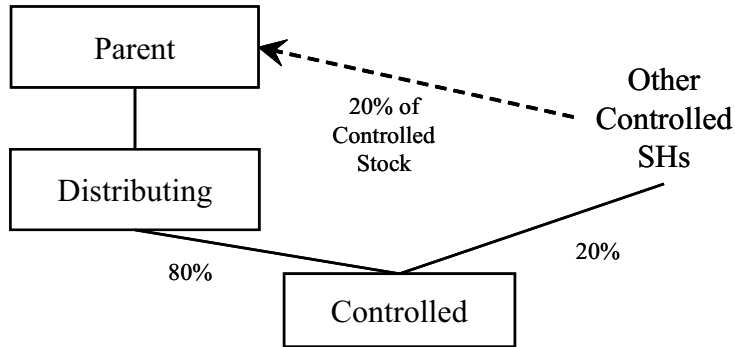 Parent
Other
Controlled
SHs
20% of
Controlled
Stock
Distributing
80%
20%
Controlled